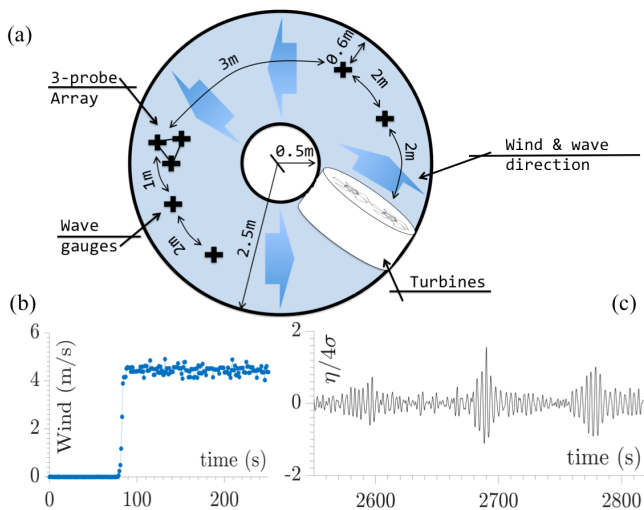 (a)
3m
0.6m
2m
3-probe
Array
2m
0.5m
Wind & wave
direction
1m
Wave
gauges
2m
2.5m
Turbines
(b)
(c)
6
4
2
0
Wind (m/s)
time (s)
0
100
200
2
0
-2
η/4σ
time (s)
2600
2700
2800